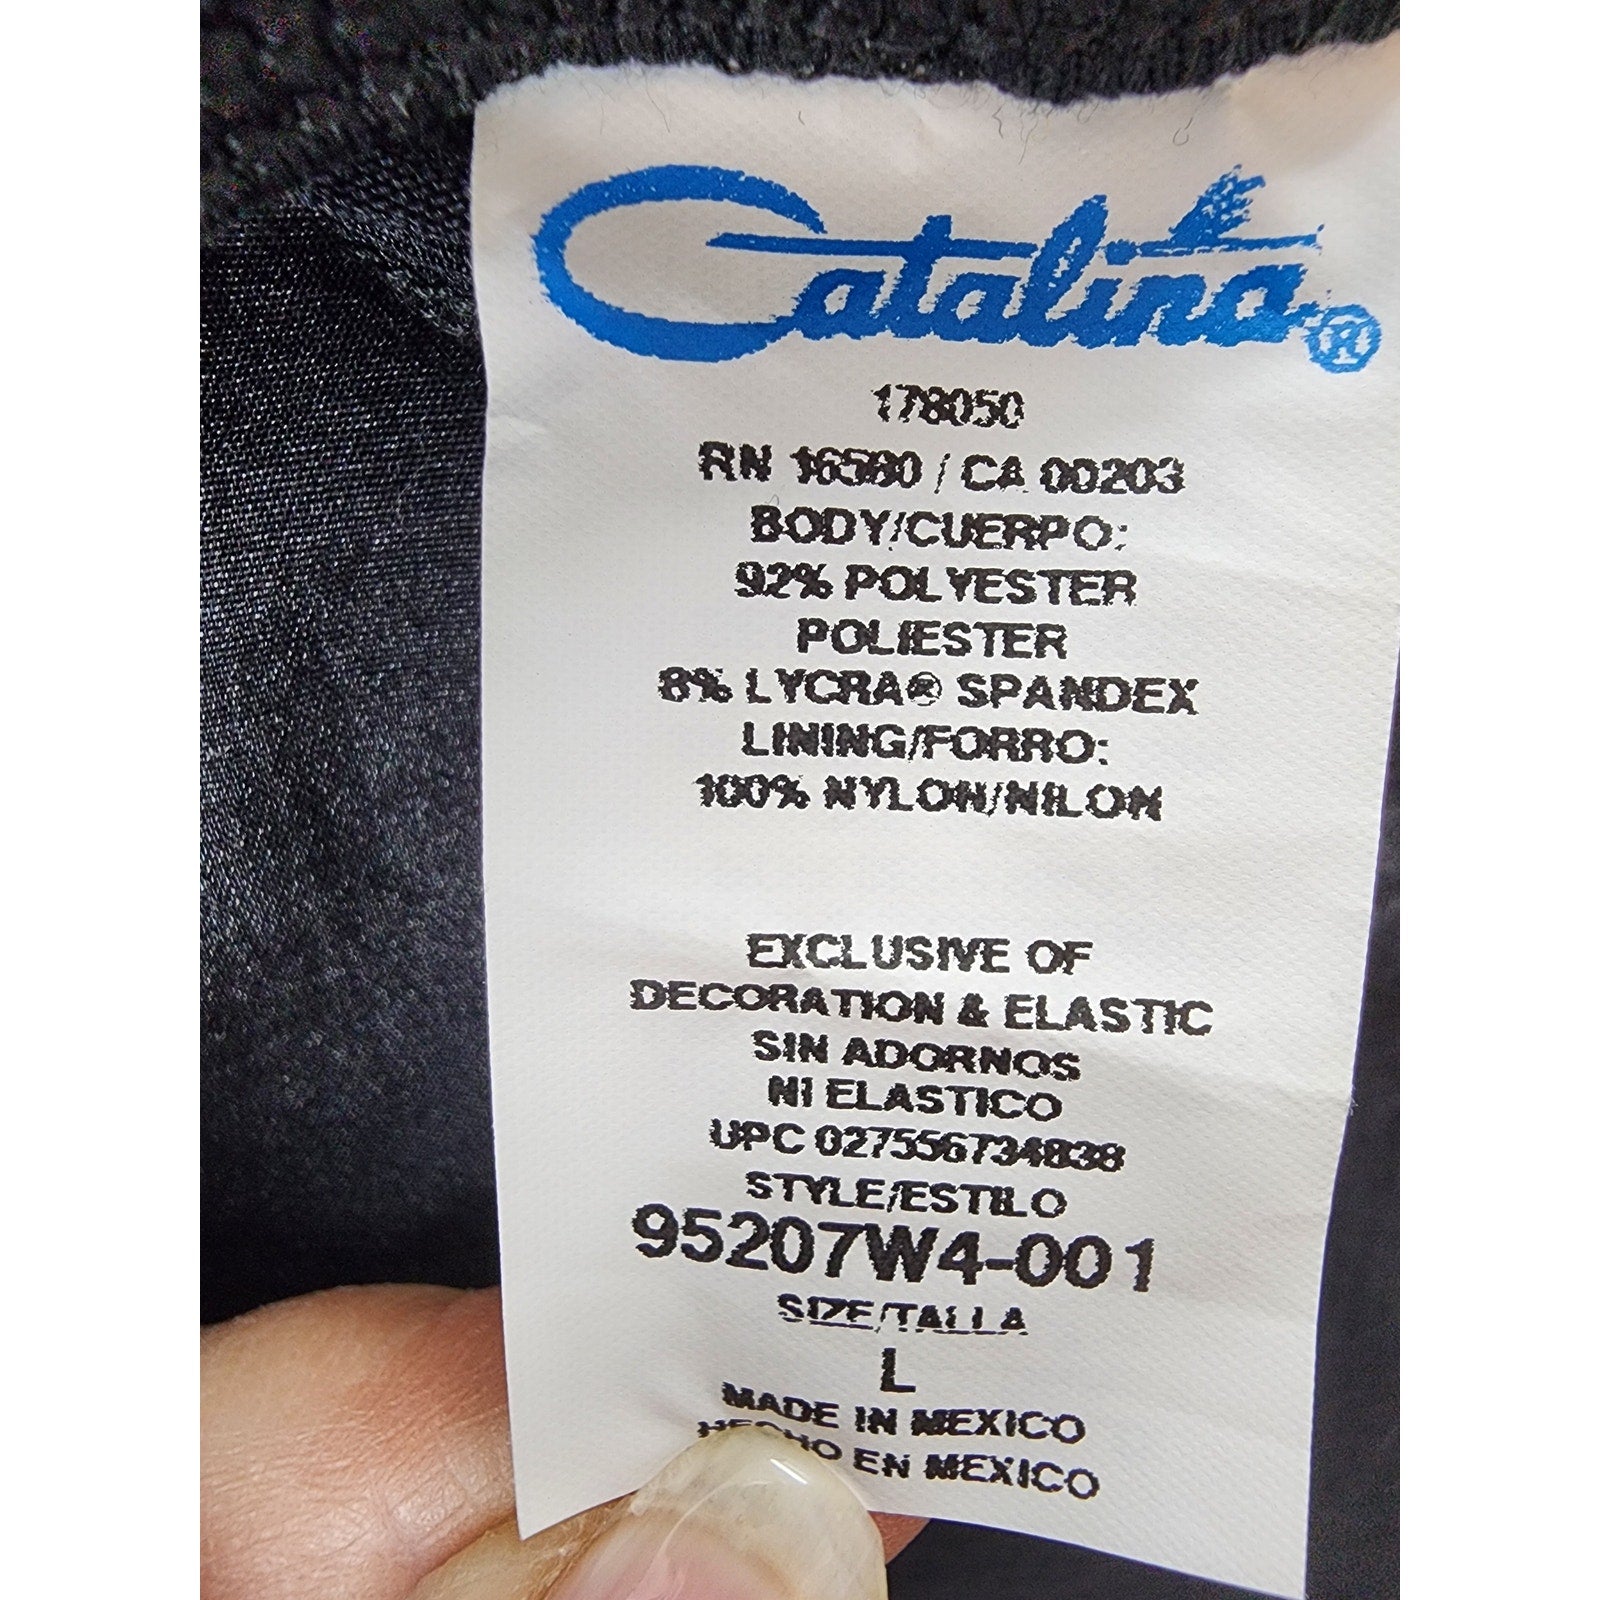 Catalina®
178050
RN 16580 / CA 00203
BODY/CUERPO:
92% POLYESTER
POLIESTER
8% LYCRA® SPANDEX
LINING/FORRO:
100% NYLON/NILON
EXCLUSIVE OF
DECORATION & ELASTIC
SIN ADORNOS
NI ELASTICO
UPC 027556734838
STYLE/ESTILO
95207W4-001
SIZE/TALLA
L
MADE IN MEXICO
HECHO EN MEXICO